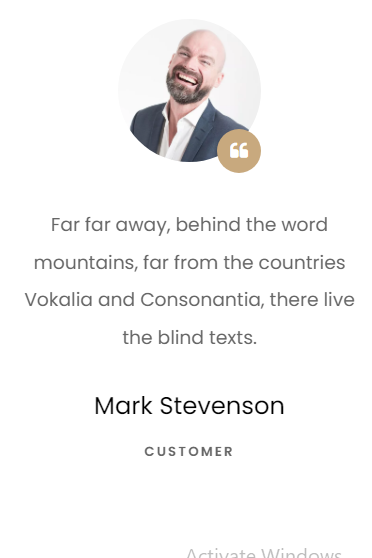 Far far away, behind the word
mountains, far from the countries
Vokalia and Consonantia, there live
the blind texts.
Mark Stevenson
CUSTOMER
Activate Windows